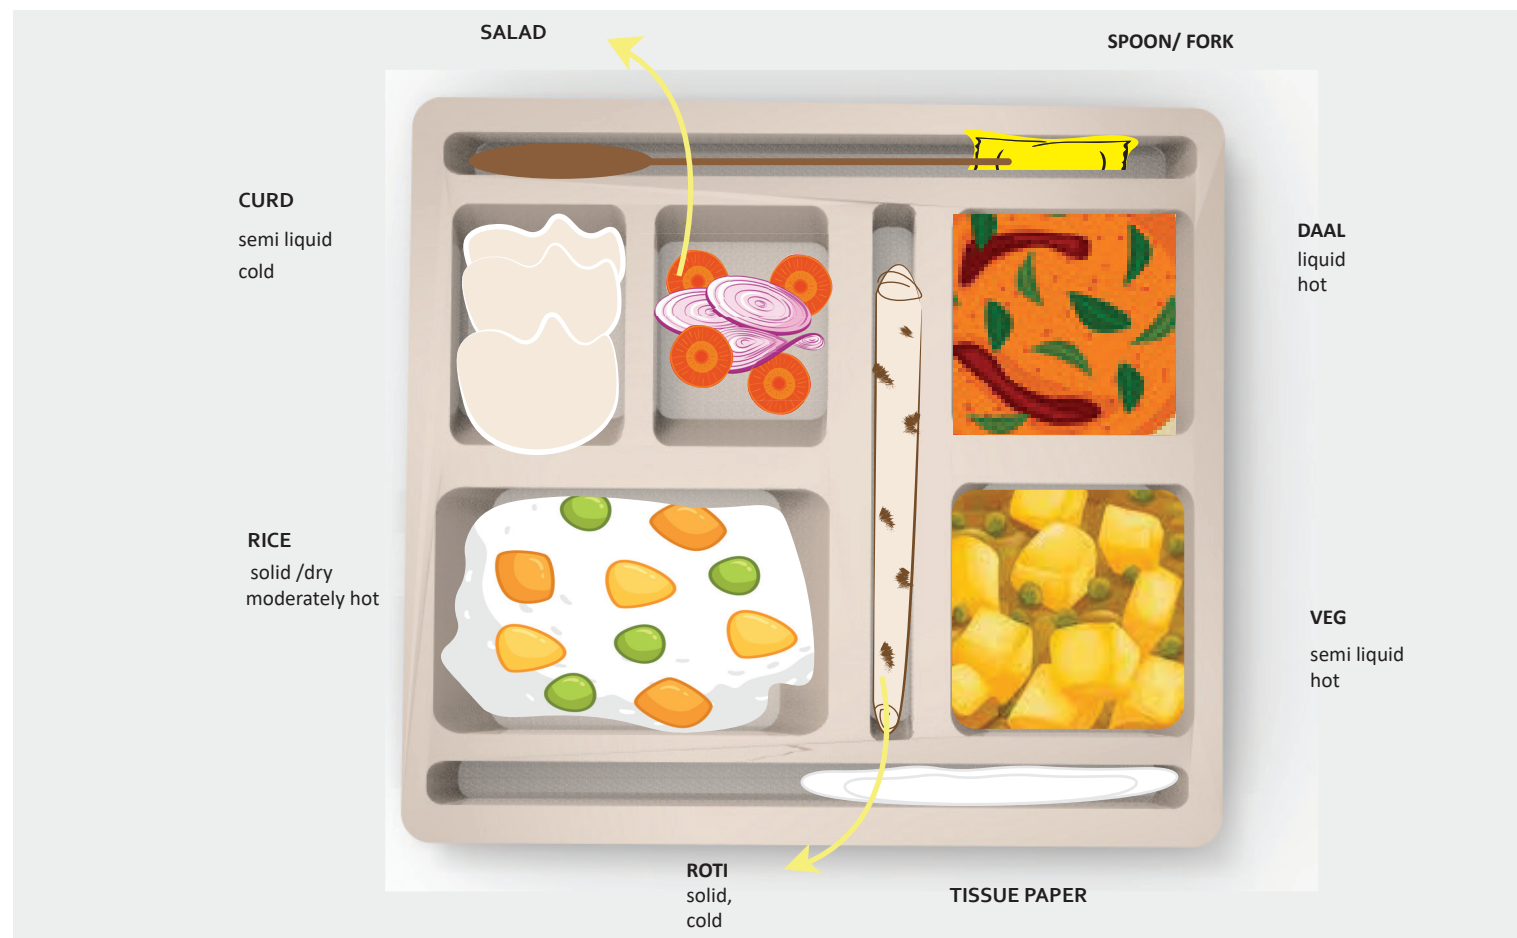 SALAD
SPOON/ FORK
CURD
semi liquid
cold
DAAL
liquid
hot
RICE
solid /dry
moderately hot
VEG
semi liquid
hot
ROTI
solid,
cold
TISSUE PAPER